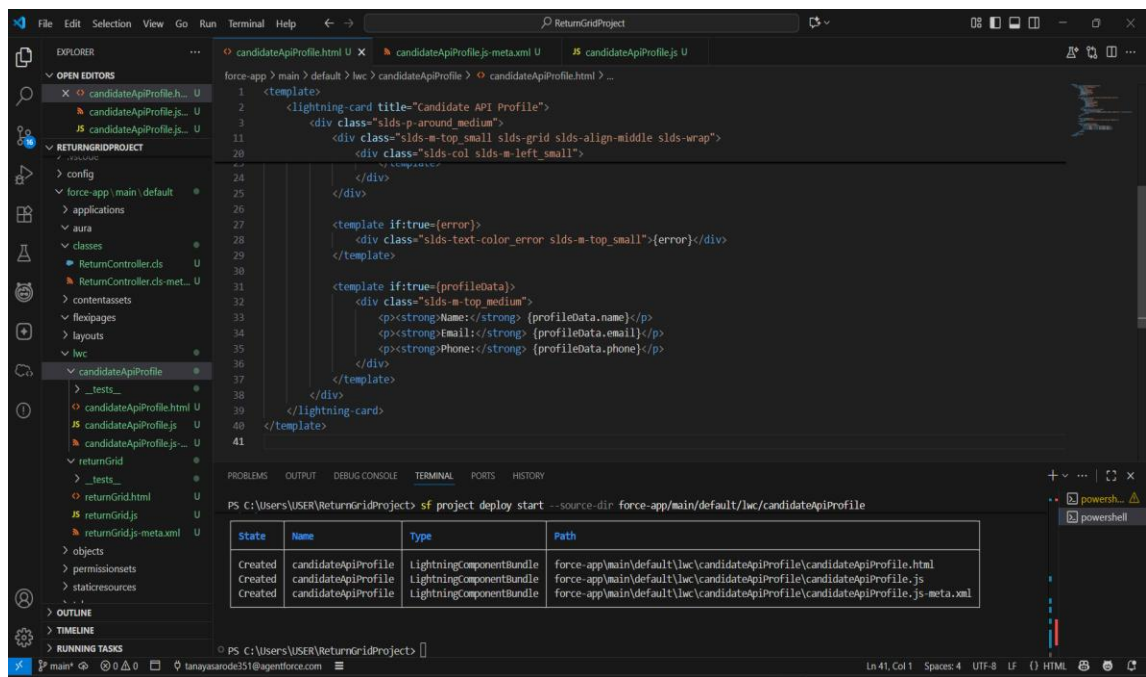 File Edit Selection View Go Run Terminal Help
ReturnGridProject
EXPLORER
OPEN EDITORS
candidateApiProfile.h... U
candidateApiProfile.js... U
JS candidateApiProfile.js... U
RETURNGRIDPROJECT
.vscode
config
force-app\main\default
applications
aura
classes
ReturnController.cls U
ReturnController.cls-met... U
contentassets
flexipages
layouts
lwc
candidateApiProfile
__tests__
candidateApiProfile.html U
JS candidateApiProfile.js U
candidateApiProfile.js-... U
returnGrid
__tests__
returnGrid.html U
JS returnGrid.js U
returnGrid.js-meta.xml U
objects
permissionsets
staticresources
OUTLINE
TIMELINE
RUNNING TASKS
candidateApiProfile.html U candidateApiProfile.js-meta.xml U JS candidateApiProfile.js U
force-app > main > default > lwc > candidateApiProfile > candidateApiProfile.html > ...
1 <template>
2 <lightning-card title="Candidate API Profile">
3 <div class="slds-p-around_medium">
11 <div class="slds-m-top_small slds-grid slds-align-middle slds-wrap">
20 <div class="slds-col slds-m-left_small">
23 </template>
24 </div>
25 </div>
26
27 <template if:true={error}>
28 <div class="slds-text-color_error slds-m-top_small">{error}</div>
29 </template>
30
31 <template if:true={profileData}>
32 <div class="slds-m-top_medium">
33 <p><strong>Name:</strong> {profileData.name}</p>
34 <p><strong>Email:</strong> {profileData.email}</p>
35 <p><strong>Phone:</strong> {profileData.phone}</p>
36 </div>
37 </template>
38 </div>
39 </lightning-card>
40 </template>
41
PROBLEMS OUTPUT DEBUG CONSOLE TERMINAL PORTS HISTORY
PS C:\Users\USER\ReturnGridProject> sf project deploy start --source-dir force-app/main/default/lwc/candidateApiProfile
State Name Type Path
Created candidateApiProfile LightningComponentBundle force-app\main\default\lwc\candidateApiProfile\candidateApiProfile.html
Created candidateApiProfile LightningComponentBundle force-app\main\default\lwc\candidateApiProfile\candidateApiProfile.js
Created candidateApiProfile LightningComponentBundle force-app\main\default\lwc\candidateApiProfile\candidateApiProfile.js-meta.xml
PS C:\Users\USER\ReturnGridProject>
powersh...
powershell
main* 0 0 tanayasarode351@agentforce.com Ln 41, Col 1 Spaces: 4 UTF-8 LF {} HTML